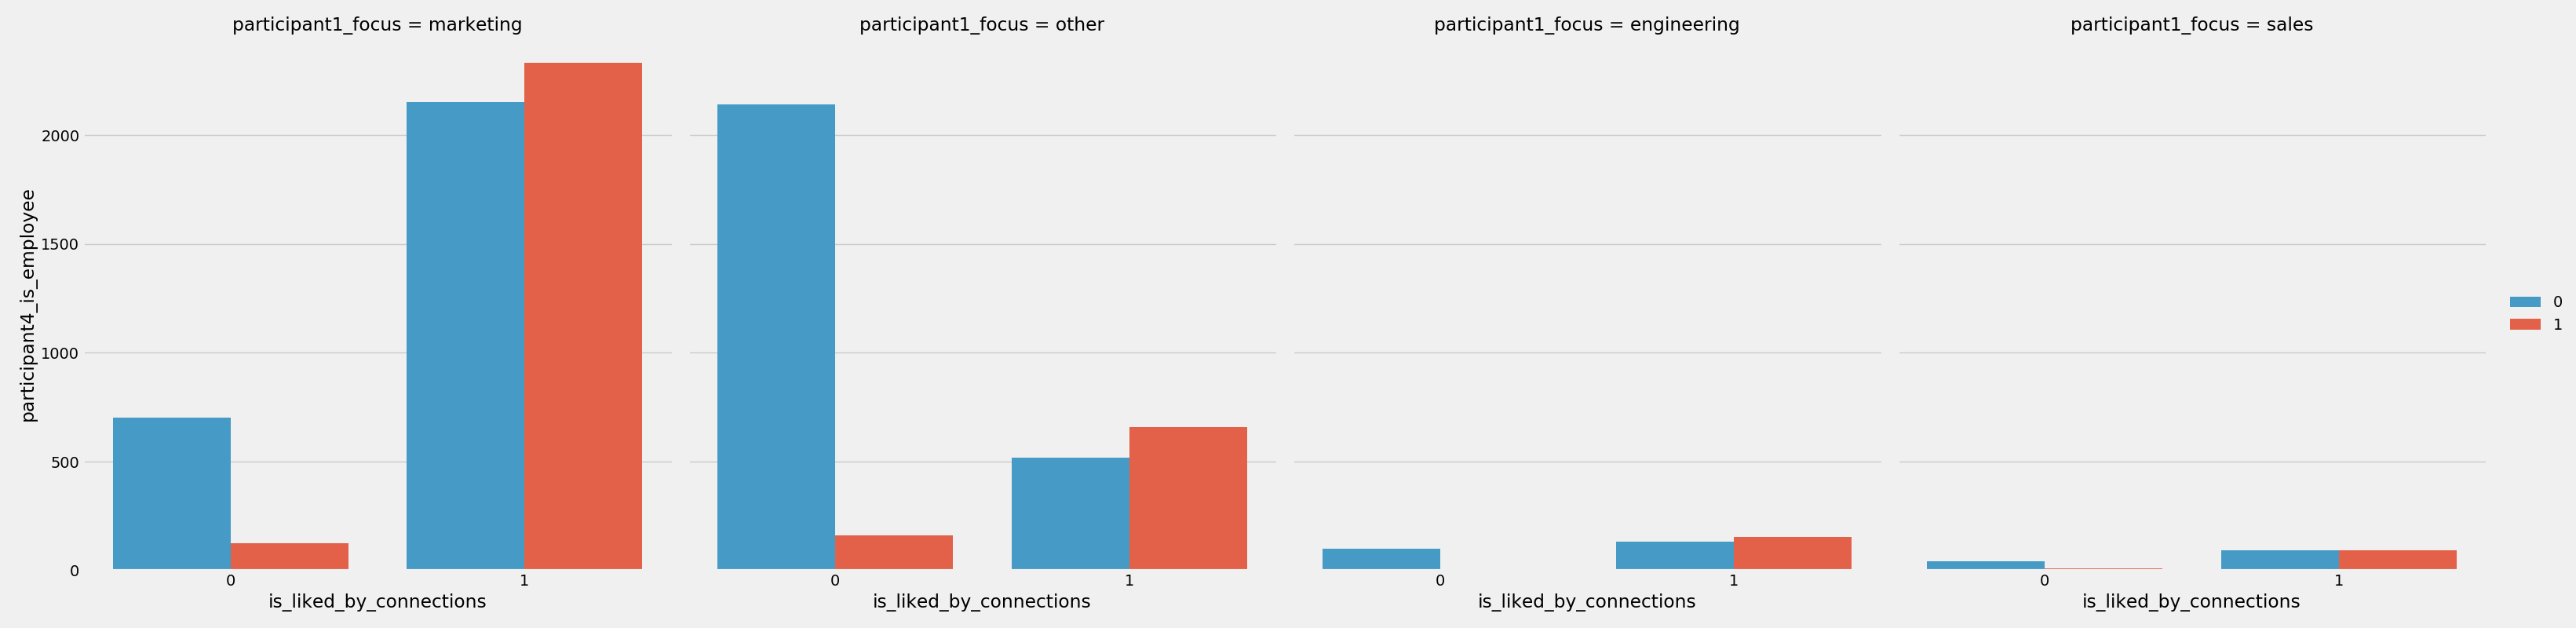 participant1_focus = marketing
participant1_focus = other
participant1_focus = engineering
participant1_focus = sales
participant4_is_employee
2000
1500
1000
500
0
0 1
0 1
0 1
0 1
is_liked_by_connections
is_liked_by_connections
is_liked_by_connections
is_liked_by_connections
0
1